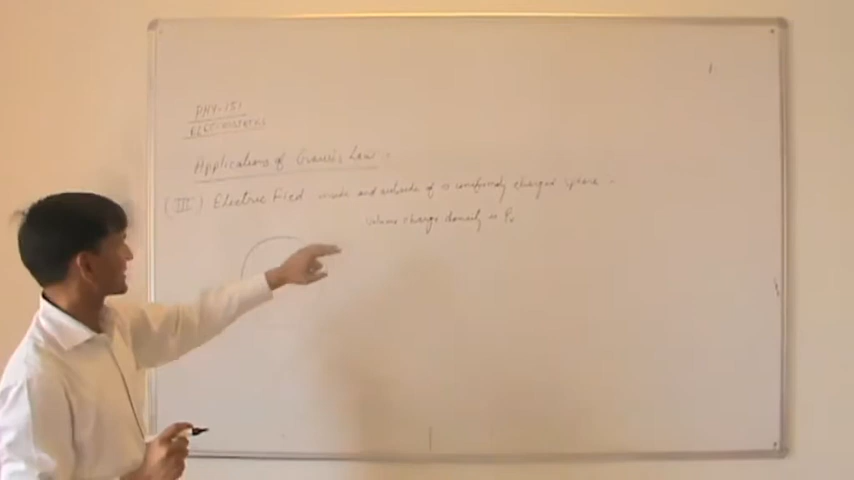 PHY-151
ELECTROSTATICS
Applications of Gauss's Law.
(III) Electric Field inside and outside of a uniformly charged sphere.
volume charge density is ρv